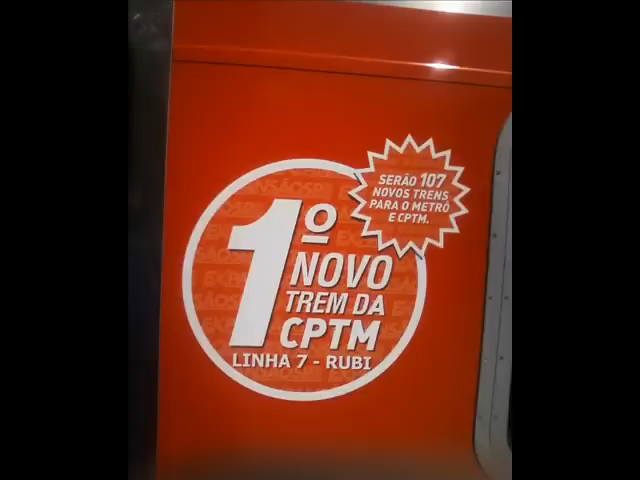 SERÃO 107
NOVOS TRENS
PARA O METRÔ
E CPTM.
1º
NOVO
TREM DA
CPTM
LINHA 7 - RUBI